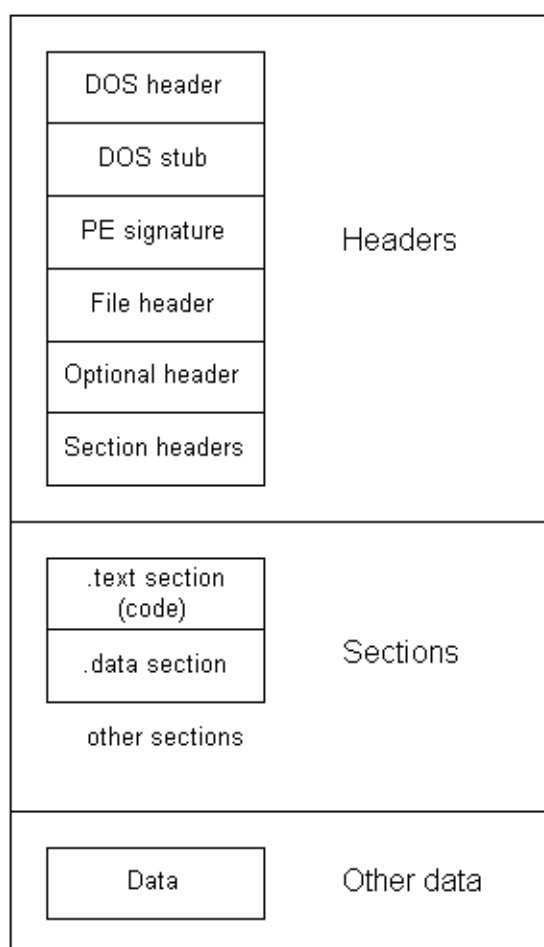 DOS header
DOS stub
PE signature
File header
Optional header
Section headers
Headers
.text section
(code)
.data section
other sections
Sections
Data
Other data